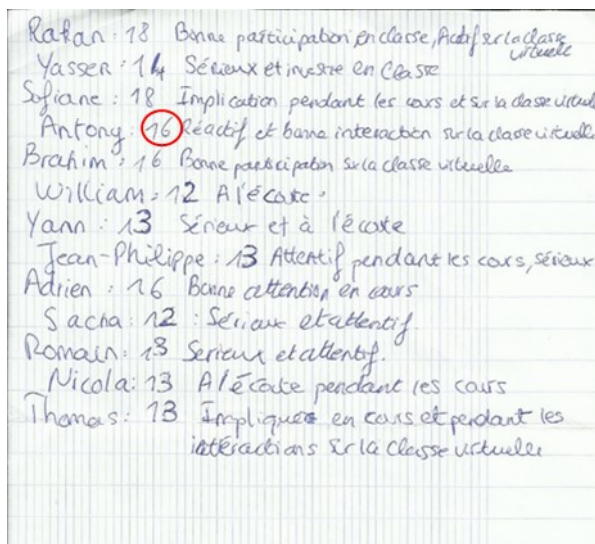 Rafan : 18 Bonne participation en classe, Actif sur la classe
virtuelle
Yasser : 14 Sérieux et investie en Classe
Sofiane : 18 Implication pendant les cours et sur la classe virtuelle
Antony : 16 Réactif et bonne interaction sur la classe virtuelle
Brahim : 16 Bonne participation sur la classe virtuelle
William : 12 A l'écoute.
Yann : 13 Sérieux et à l'écoute
Jean-Philippe : 13 Attentif pendant les cours, sérieux
Adrien : 16 Bonne attention en cours
Sacha : 12 : Sérieux et attentif
Romain : 13 Serieux et attentif.
Nicola : 13 A l'écoute pendant les cours
Thomas : 13 Impliqué en cours et pendant les
intéractions sur la classe virtuelle